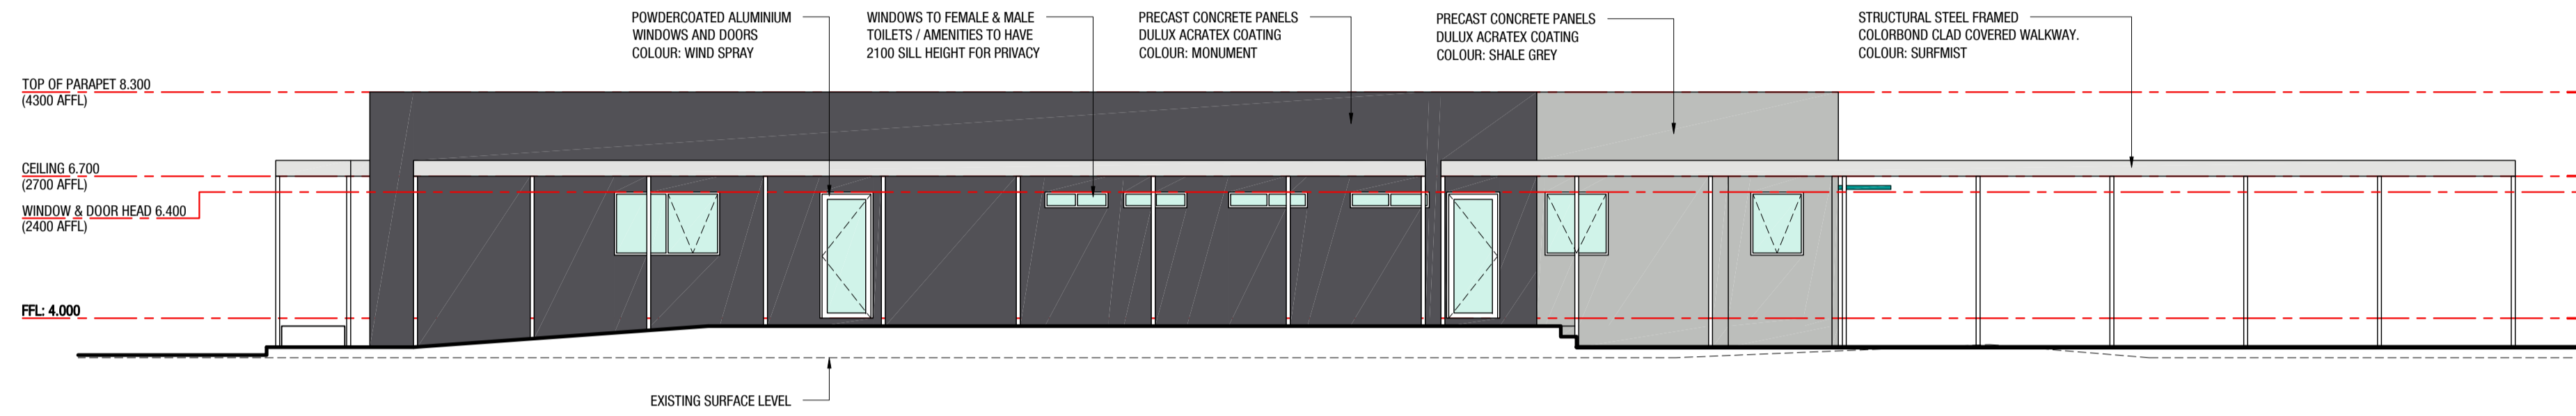 POWDERCOATED ALUMINIUM
WINDOWS AND DOORS
COLOUR: WIND SPRAY
WINDOWS TO FEMALE & MALE
TOILETS / AMENITIES TO HAVE
2100 SILL HEIGHT FOR PRIVACY
PRECAST CONCRETE PANELS
DULUX ACRATEX COATING
COLOUR: MONUMENT
PRECAST CONCRETE PANELS
DULUX ACRATEX COATING
COLOUR: SHALE GREY
STRUCTURAL STEEL FRAMED
COLORBOND CLAD COVERED WALKWAY.
COLOUR: SURFMIST
TOP OF PARAPET 8.300
(4300 AFFL)
CEILING 6.700
(2700 AFFL)
WINDOW & DOOR HEAD 6.400
(2400 AFFL)
FFL: 4.000
EXISTING SURFACE LEVEL